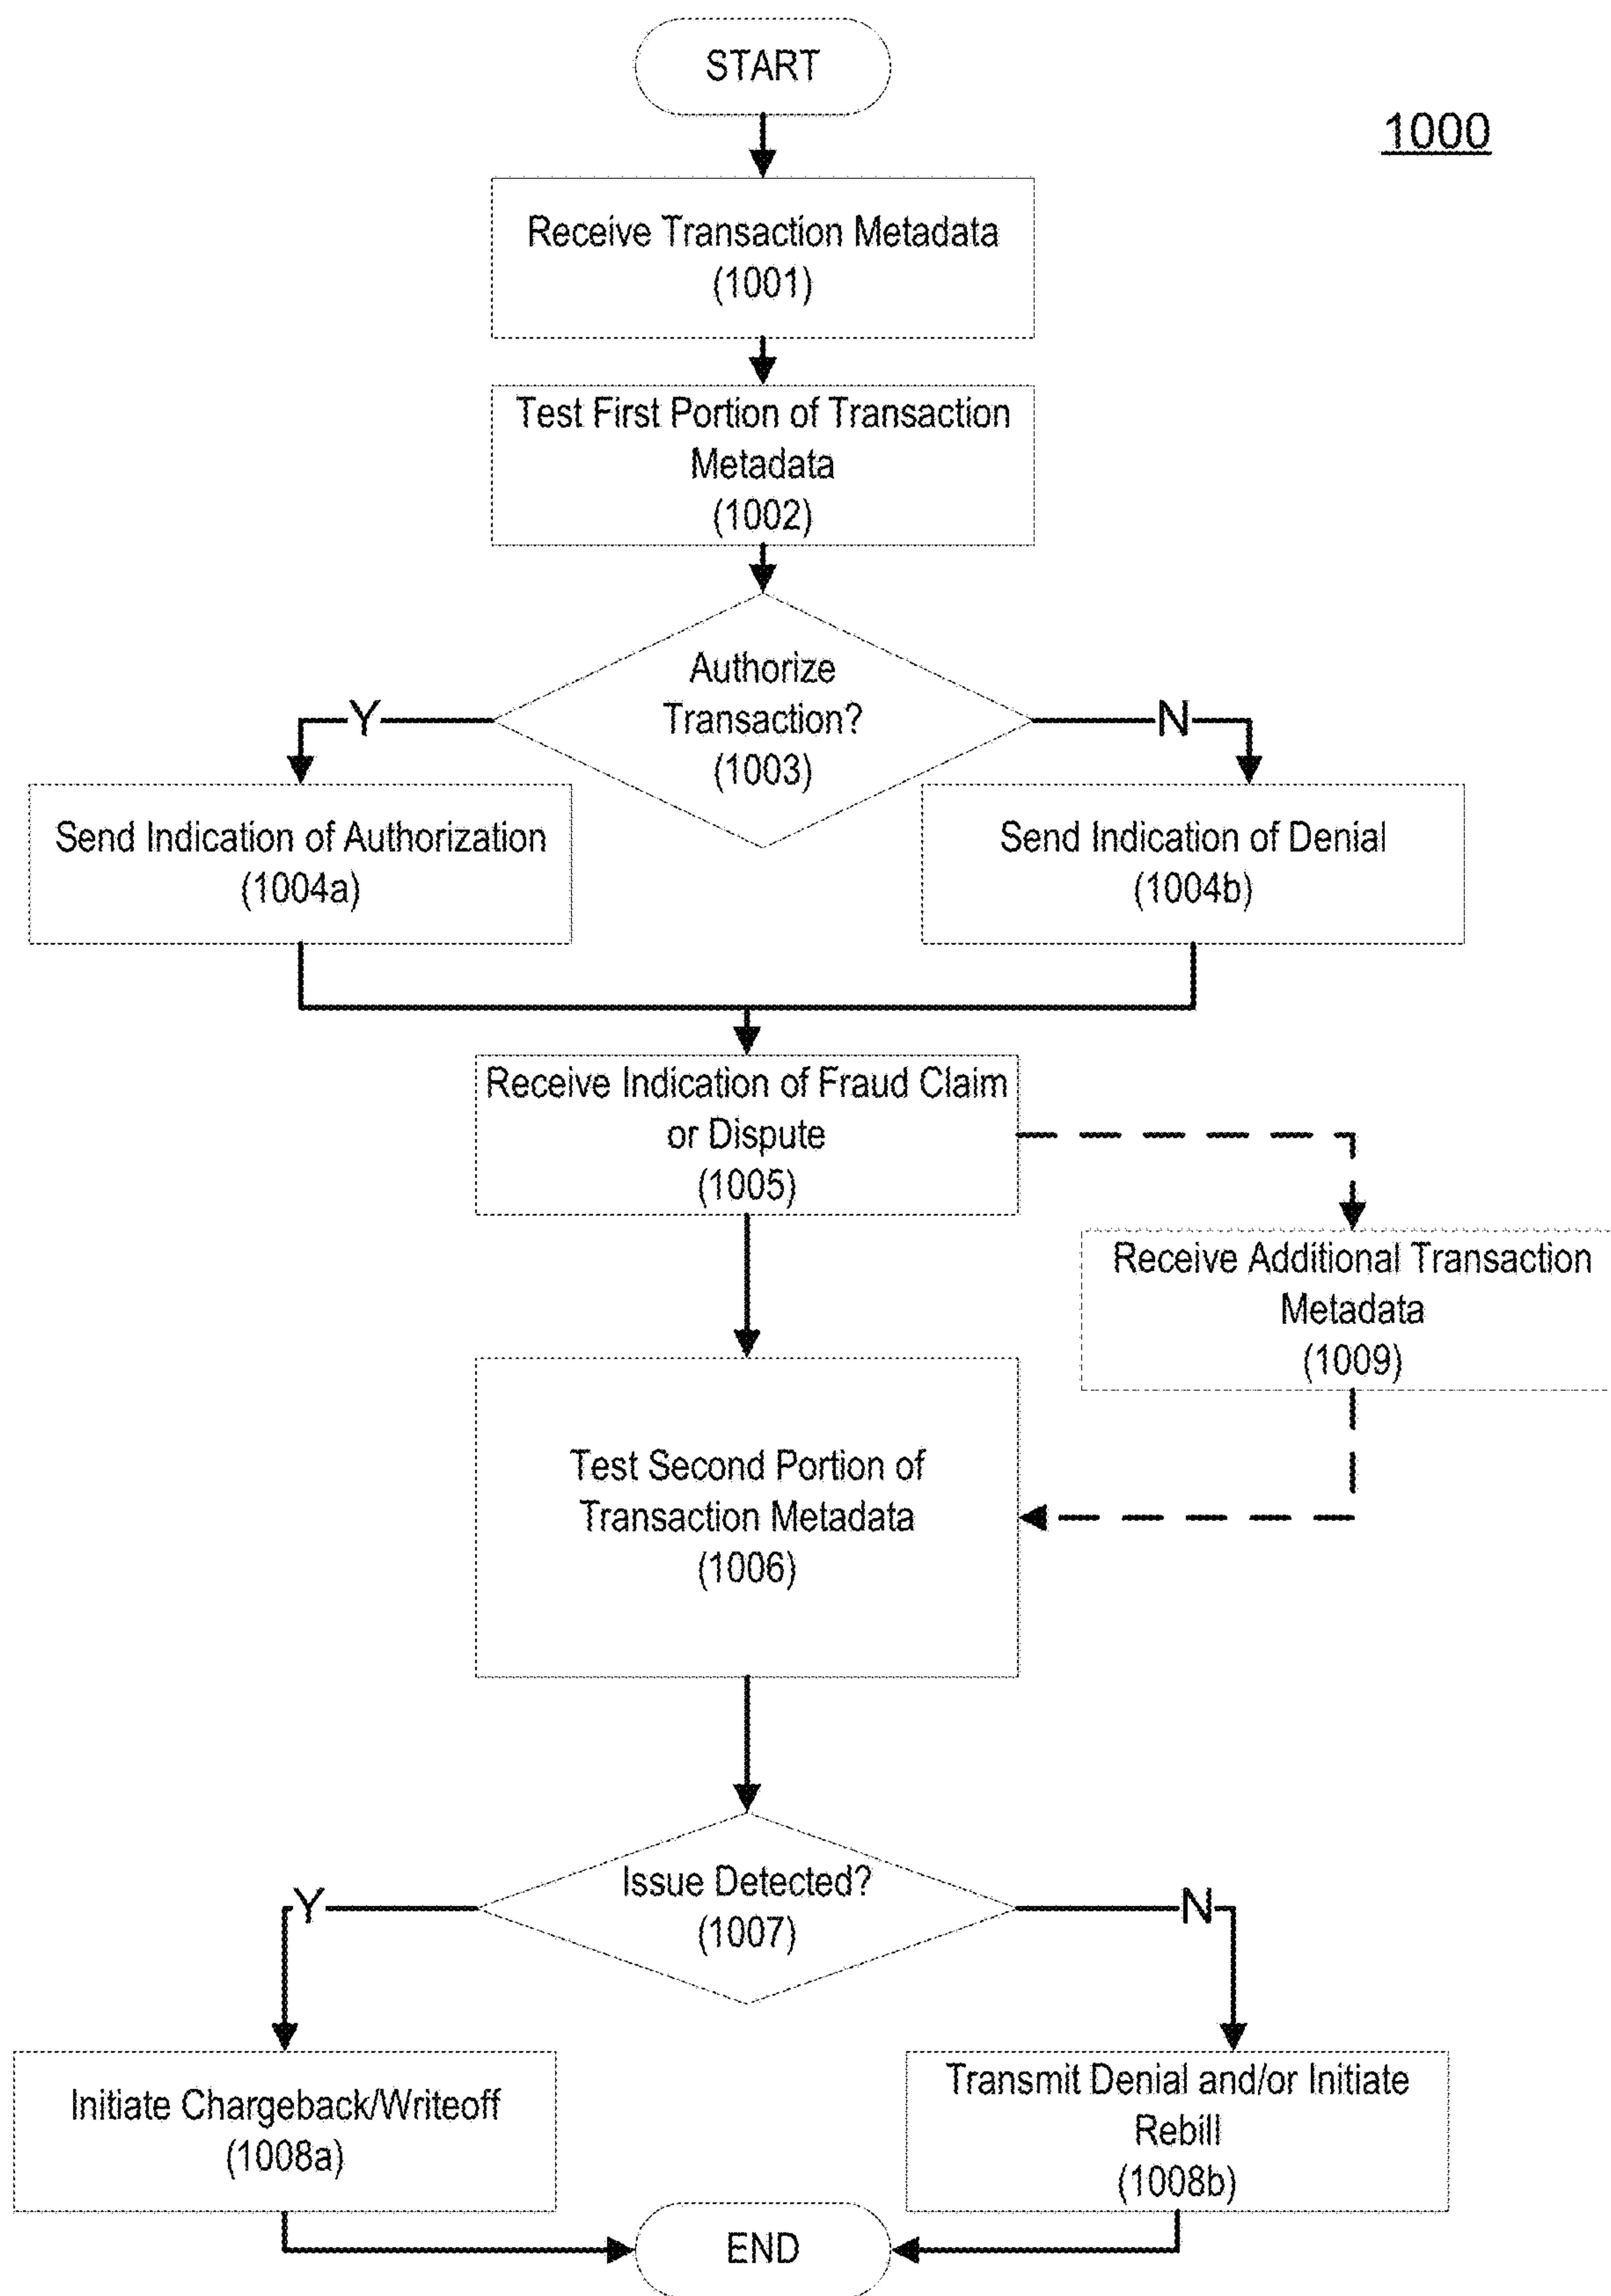 START
1000
Receive Transaction Metadata
(1001)
Test First Portion of Transaction
Metadata
(1002)
Authorize
Transaction?
(1003)
Y
N
Send Indication of Authorization
(1004a)
Send Indication of Denial
(1004b)
Receive Indication of Fraud Claim
or Dispute
(1005)
Receive Additional Transaction
Metadata
(1009)
Test Second Portion of
Transaction Metadata
(1006)
Issue Detected?
(1007)
Y
N
Initiate Chargeback/Writeoff
(1008a)
Transmit Denial and/or Initiate
Rebill
(1008b)
END